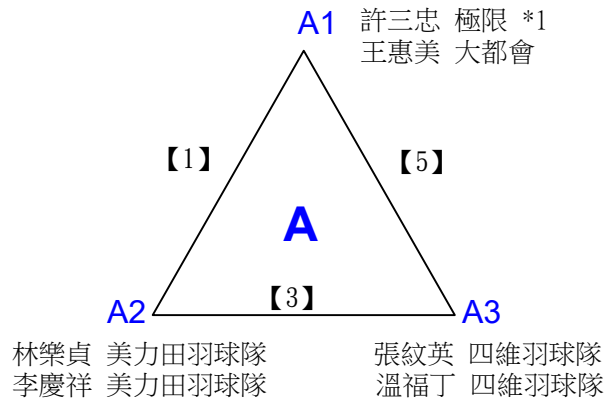 A1 許三忠 極限 *1
王惠美 大都會
【1】 【5】
A
【3】
A2 A3
林樂貞 美力田羽球隊 張紋英 四維羽球隊
李慶祥 美力田羽球隊 溫福丁 四維羽球隊